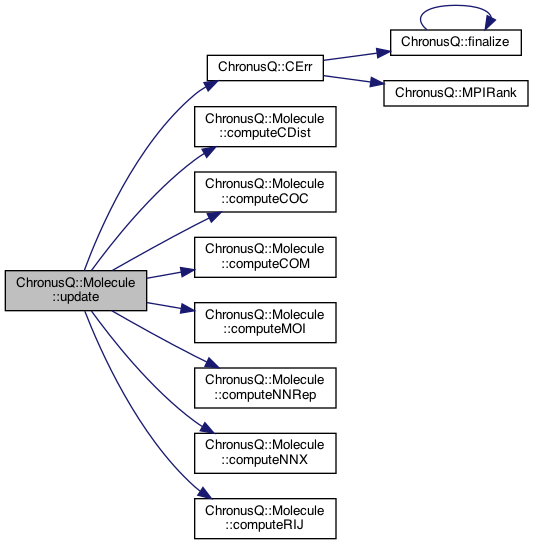 ChronusQ::finalize
ChronusQ::CErr
ChronusQ::MPIRank
ChronusQ::Molecule
::computeCDist
ChronusQ::Molecule
::computeCOC
ChronusQ::Molecule
::computeCOM
ChronusQ::Molecule
::update
ChronusQ::Molecule
::computeMOI
ChronusQ::Molecule
::computeNNRep
ChronusQ::Molecule
::computeNNX
ChronusQ::Molecule
::computeRIJ